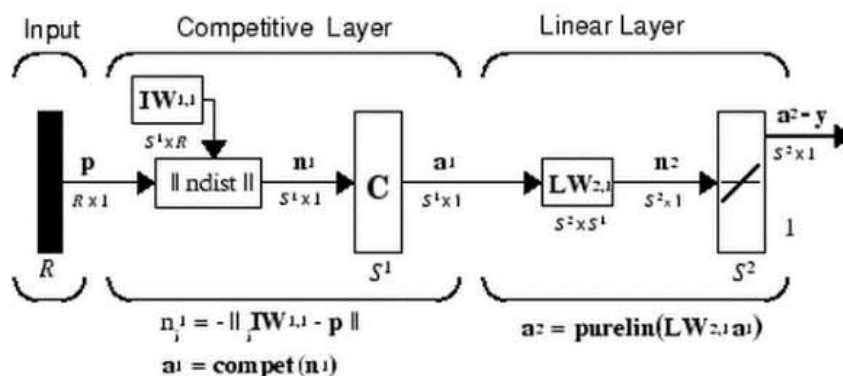 Input Competitive Layer Linear Layer
IW1,1
S¹xR
p
R x 1
|| ndist ||
n1
S¹x1
C
a1
S¹x1
LW2,1
S²xS¹
n2
S²x1
a2 = y
S²x1
1
R S¹ S²
nᵢ¹ = - || ᵢIW1,1 - p ||
a1 = compet(n1)
a2 = purelin(LW2,1a1)